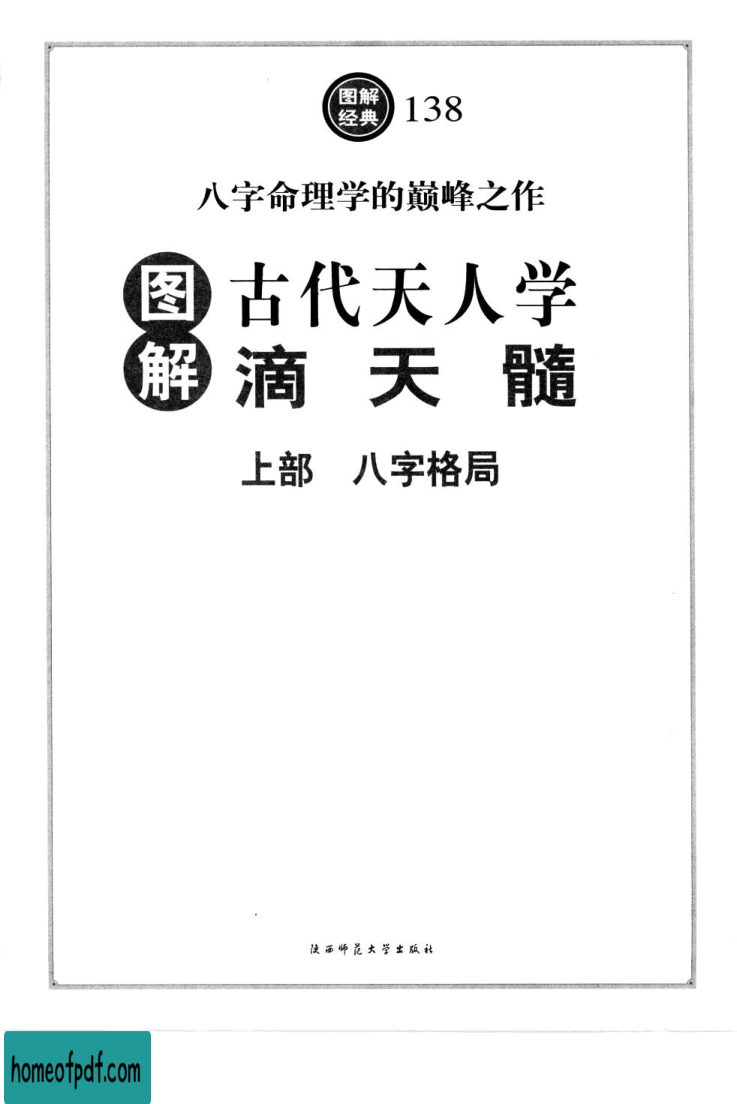 图解
经典 138
八字命理学的巅峰之作
图解 古代天人学
滴天髓
上部 八字格局
陕西师范大学出版社
homeofpdf.com